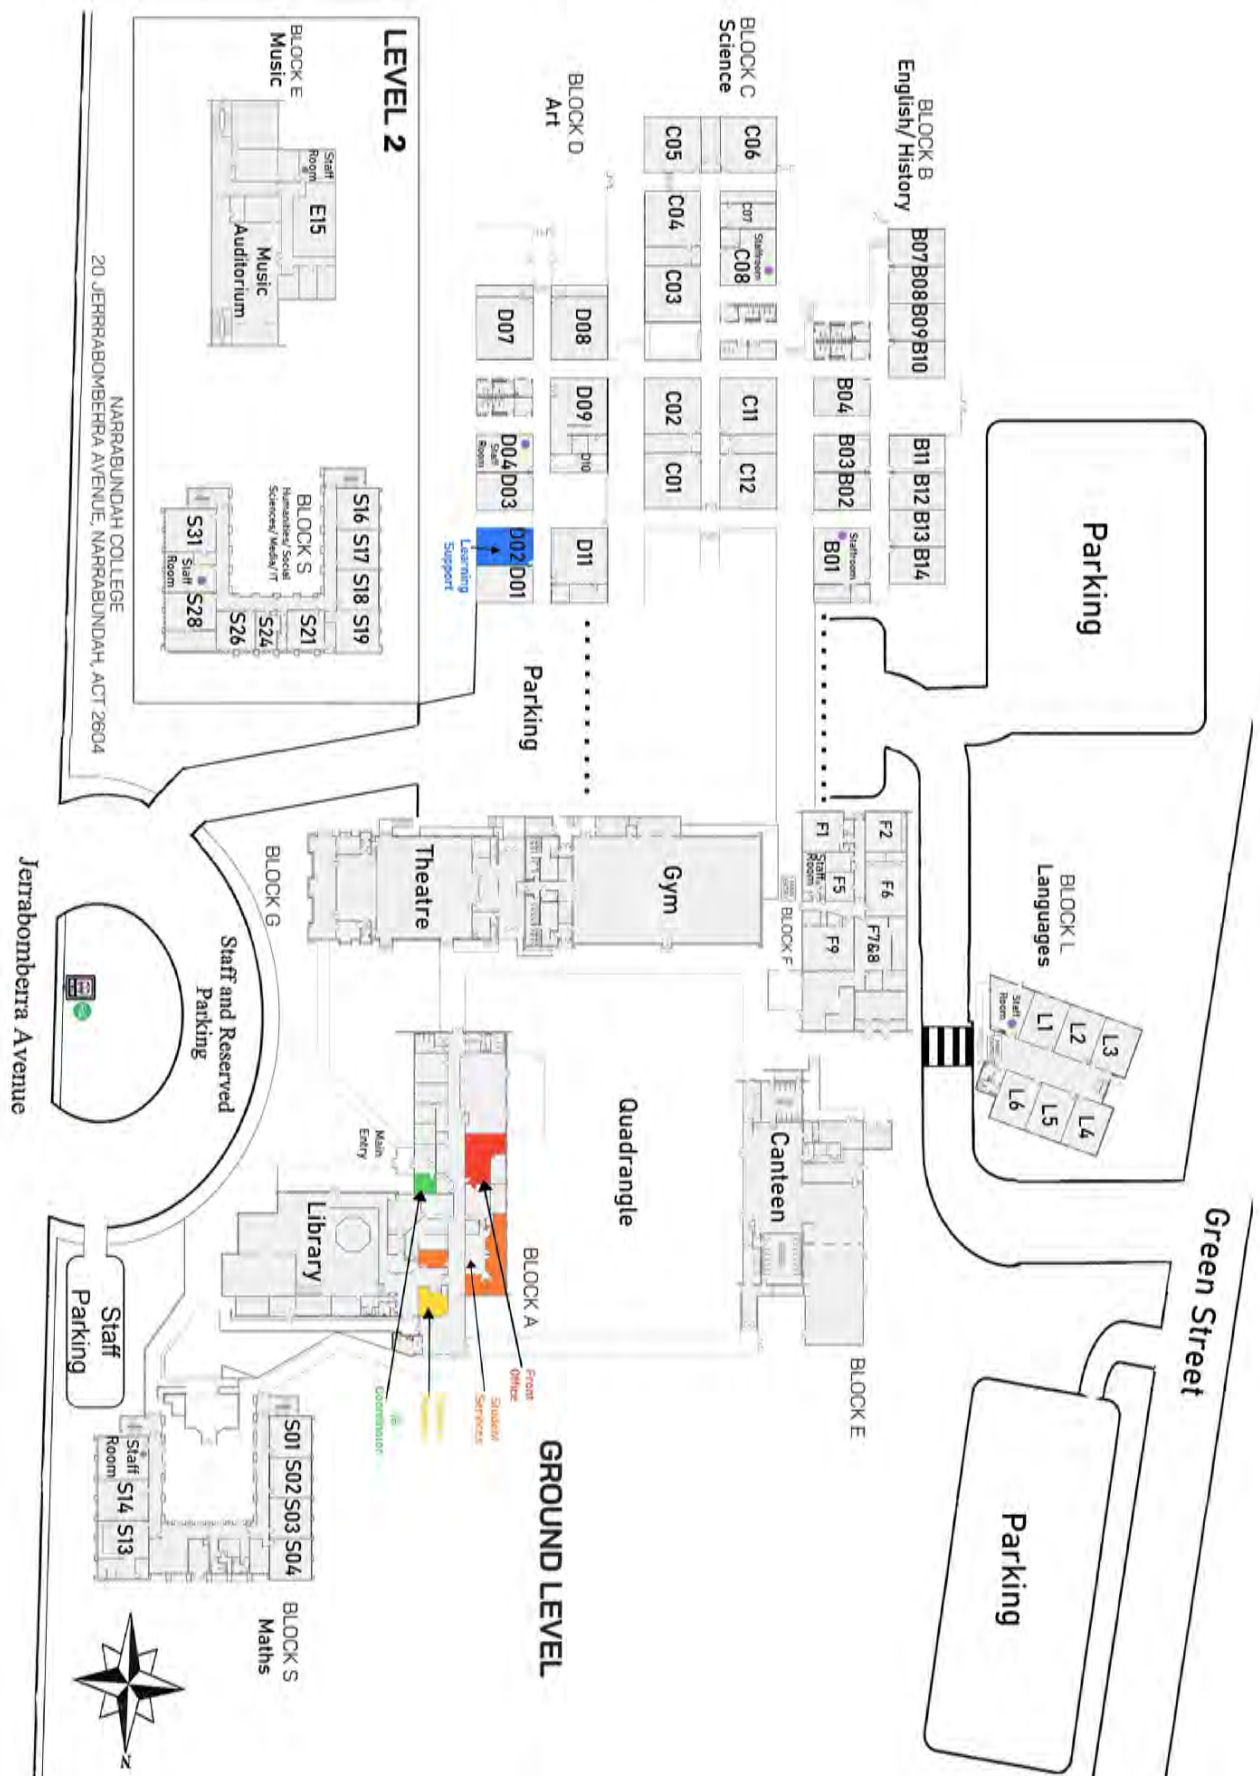 LEVEL 2
BLOCK E
Music
Staff
Room
E15
Music
Auditorium
BLOCK S
Humanities/ Social
Sciences/ Media/ IT
S16
S17
S18
S19
S21
S24
S26
S28
Staff
Room
S31
NARRABUNDAH COLLEGE
20 JERRRABOMBERRA AVENUE, NARRABUNDAH, ACT 2604
BLOCK B
English/ History
B07
B08
B09
B10
B11
B12
B13
B14
B04
B03
B02
Staffroom
B01
BLOCK C
Science
C06
C07
Staffroom
C08
C11
C12
C05
C04
C03
C02
C01
BLOCK D
Art
D08
D09
D10
D11
D07
D04
Staff
Room
D03
D02
D01
Learning
Support
Parking
Parking
BLOCK L
Languages
Staff
Room
L1
L2
L3
L4
L5
L6
Green Street
Parking
F2
F6
F7&8
F1
Staff
Room
F5
F9
BLOCK F
Gym
Theatre
BLOCK G
Quadrangle
Canteen
BLOCK E
BLOCK A
Front
Office
Student
Services
Coordinator
Main
Entry
Library
GROUND LEVEL
Staff and Reserved
Parking
Jerrabomberra Avenue
Staff
Parking
S01
S02
S03
S04
Staff
Room
S14
S13
BLOCK S
Maths
N